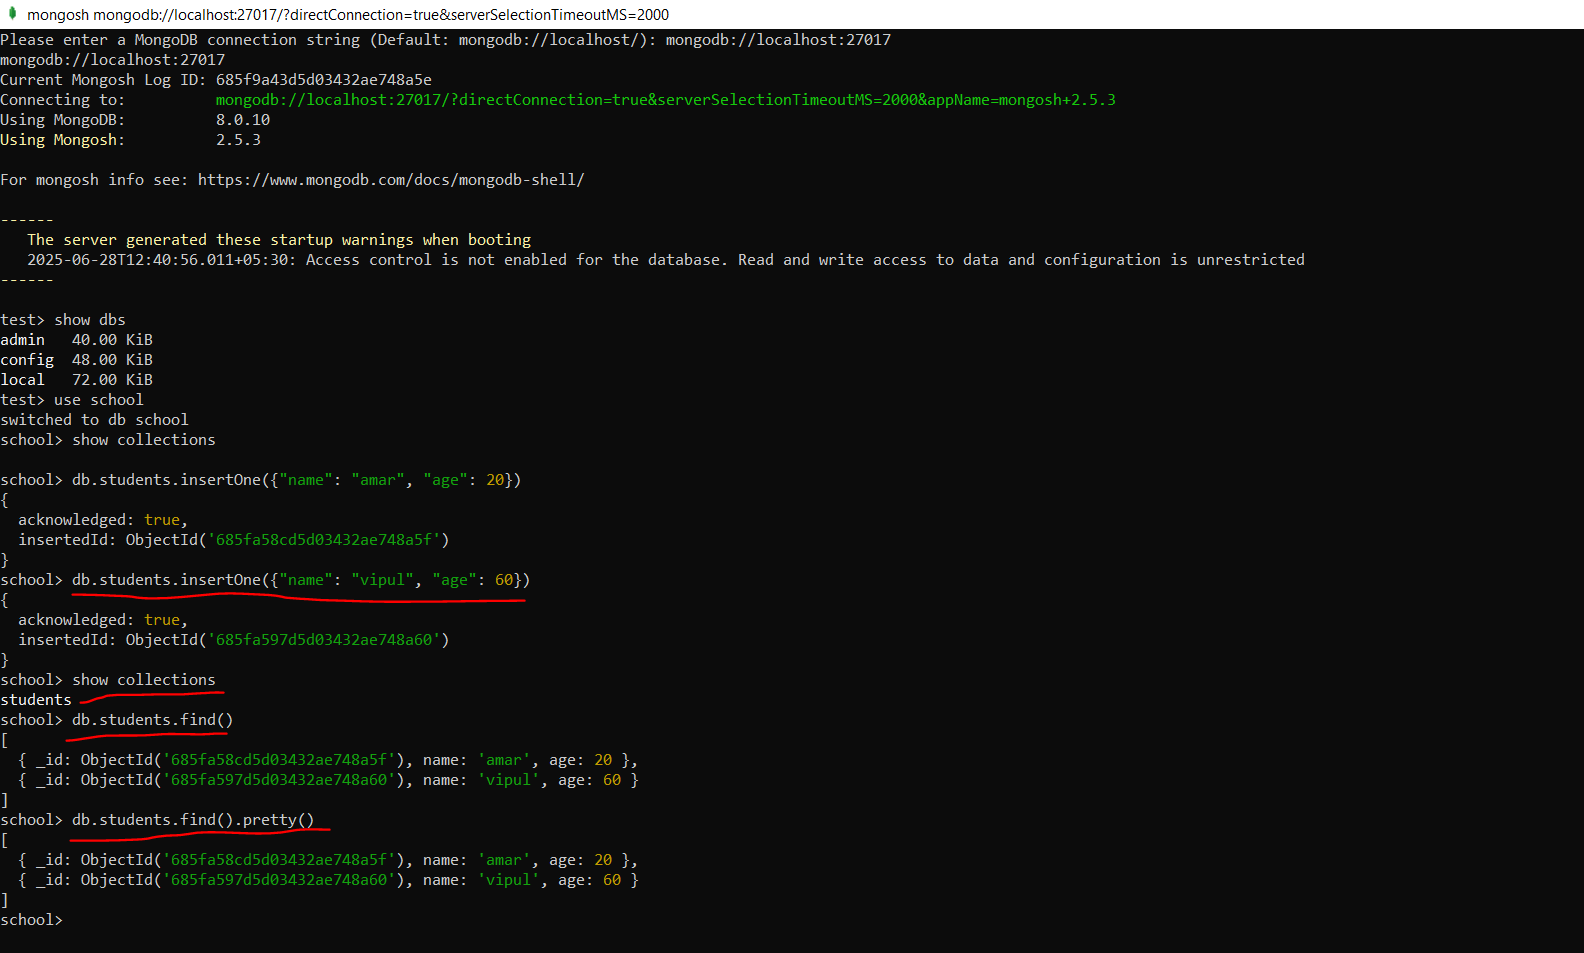 mongosh mongodb://localhost:27017/?directConnection=true&serverSelectionTimeoutMS=2000
Please enter a MongoDB connection string (Default: mongodb://localhost/): mongodb://localhost:27017
mongodb://localhost:27017
Current Mongosh Log ID: 685f9a43d5d03432ae748a5e
Connecting to:          mongodb://localhost:27017/?directConnection=true&serverSelectionTimeoutMS=2000&appName=mongosh+2.5.3
Using MongoDB:          8.0.10
Using Mongosh:          2.5.3
For mongosh info see: https://www.mongodb.com/docs/mongodb-shell/
------
   The server generated these startup warnings when booting
   2025-06-28T12:40:56.011+05:30: Access control is not enabled for the database. Read and write access to data and configuration is unrestricted
------
test> show dbs
admin   40.00 KiB
config  48.00 KiB
local   72.00 KiB
test> use school
switched to db school
school> show collections
school> db.students.insertOne({"name": "amar", "age": 20})
{
  acknowledged: true,
  insertedId: ObjectId('685fa58cd5d03432ae748a5f')
}
school> db.students.insertOne({"name": "vipul", "age": 60})
{
  acknowledged: true,
  insertedId: ObjectId('685fa597d5d03432ae748a60')
}
school> show collections
students
school> db.students.find()
[
  { _id: ObjectId('685fa58cd5d03432ae748a5f'), name: 'amar', age: 20 },
  { _id: ObjectId('685fa597d5d03432ae748a60'), name: 'vipul', age: 60 }
]
school> db.students.find().pretty()
[
  { _id: ObjectId('685fa58cd5d03432ae748a5f'), name: 'amar', age: 20 },
  { _id: ObjectId('685fa597d5d03432ae748a60'), name: 'vipul', age: 60 }
]
school>